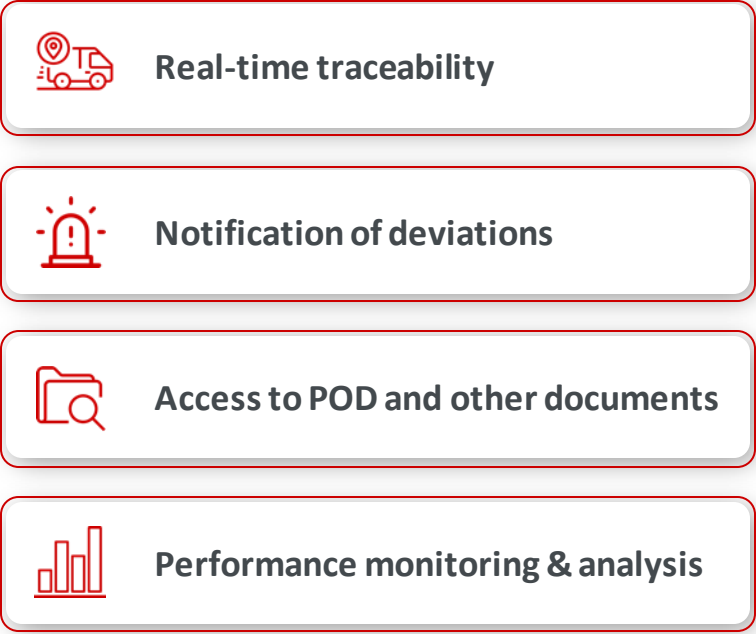 Real-time traceability
Notification of deviations
Access to POD and other documents
Performance monitoring & analysis